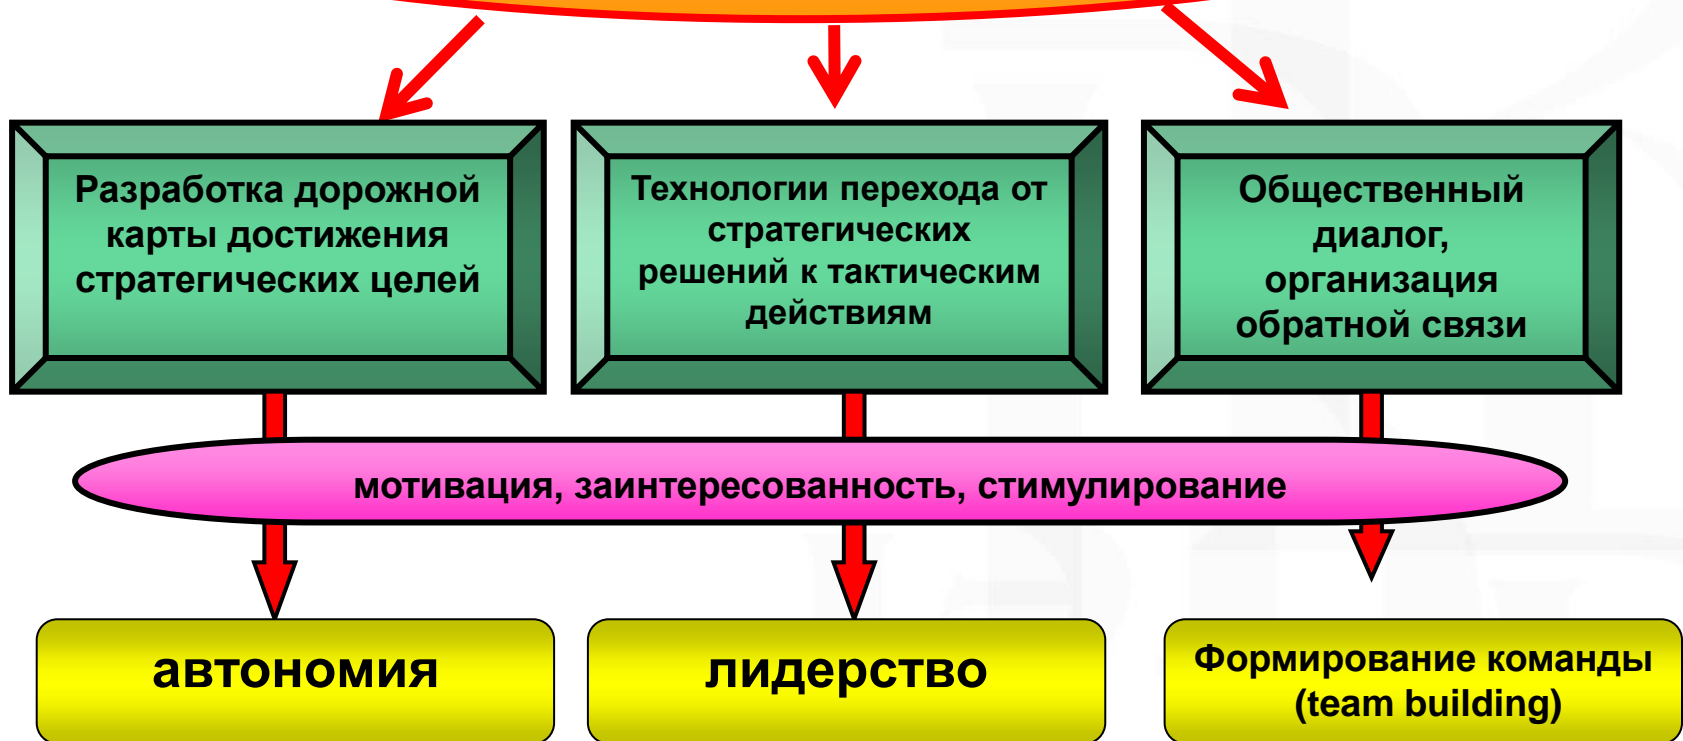 Разработка дорожной
карты достижения
стратегических целей
Технологии перехода от
стратегических
решений к тактическим
действиям
Общественный
диалог,
организация
обратной связи
мотивация, заинтересованность, стимулирование
автономия
лидерство
Формирование команды
(team building)